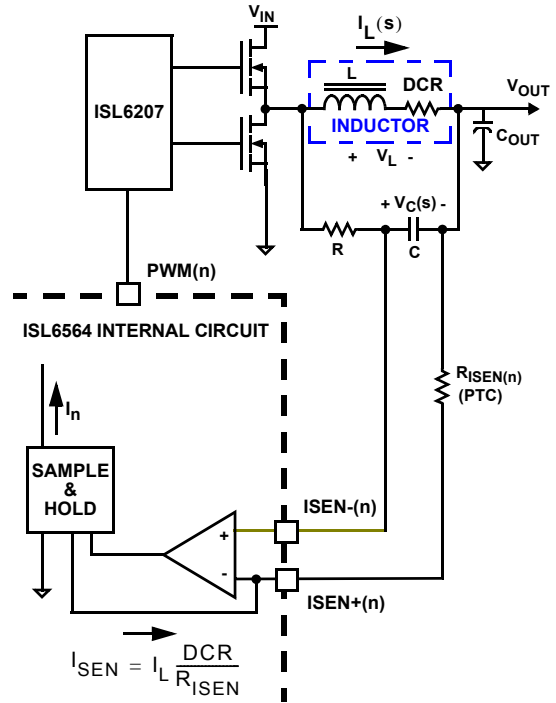 V_IN
I_L(s)
ISL6207
L
DCR
V_OUT
INDUCTOR
C_OUT
+ V_L -
+ V_C(s) -
R
C
PWM(n)
ISL6564 INTERNAL CIRCUIT
R_ISEN(n)
(PTC)
I_n
SAMPLE
&
HOLD
ISEN-(n)
+
-
ISEN+(n)
I_SEN = I_L DCR/R_ISEN